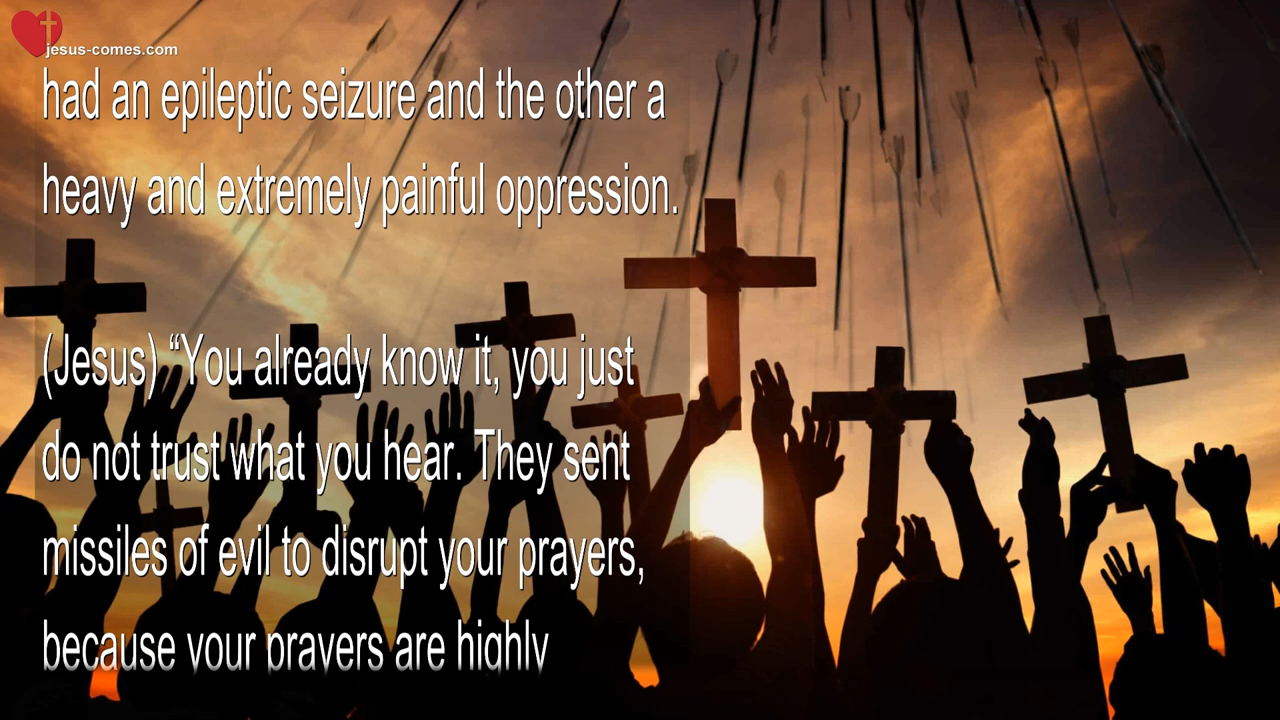 jesus-comes.com
had an epileptic seizure and the other a
heavy and extremely painful oppression.
(Jesus) “You already know it, you just
do not trust what you hear. They sent
missiles of evil to disrupt your prayers,
because your prayers are highly